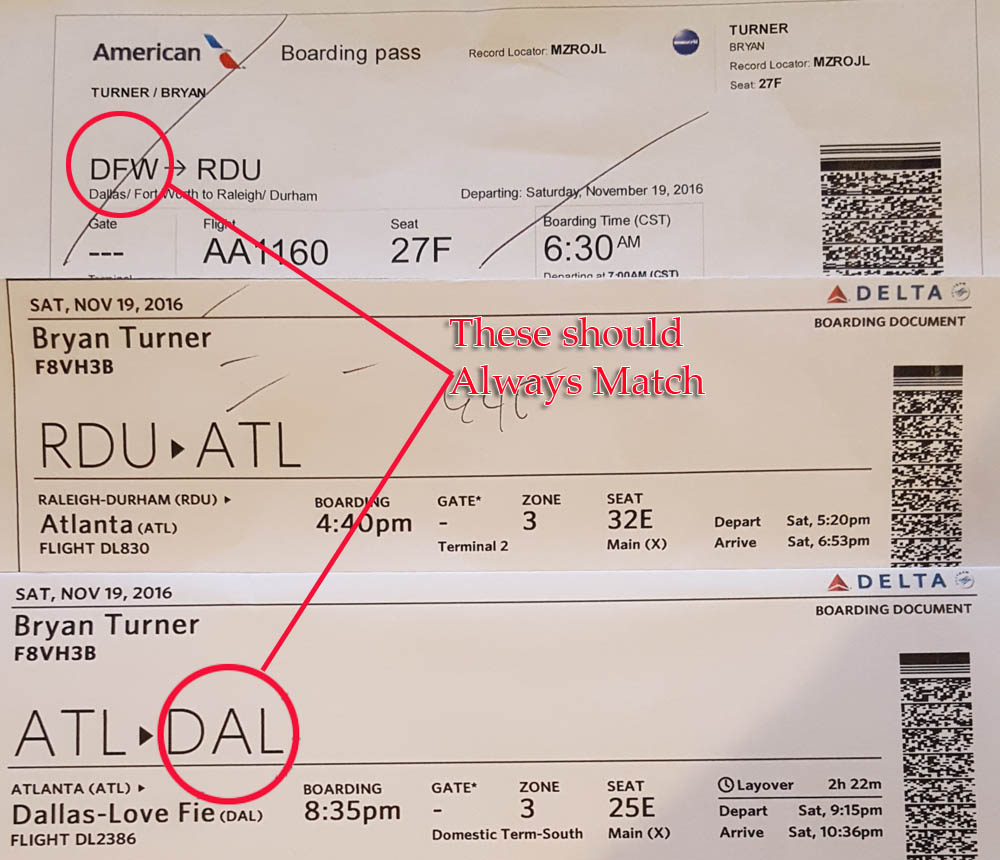 American Boarding pass Record Locator: MZROJL
TURNER
BRYAN
Record Locator: MZROJL
Seat: 27F
TURNER / BRYAN
DFW → RDU
Dallas/ Fort Worth to Raleigh/ Durham Departing: Saturday, November 19, 2016
Gate Flight Seat Boarding Time (CST)
--- AA1160 27F 6:30 AM
Terminal Departing at 7:00AM (CST)
SAT, NOV 19, 2016 DELTA
Bryan Turner BOARDING DOCUMENT
F8VH3B
These should
Always Match
RDU ▸ ATL
RALEIGH-DURHAM (RDU) ▸ BOARDING GATE* ZONE SEAT
Atlanta (ATL) 4:40pm - 3 32E Depart Sat, 5:20pm
FLIGHT DL830 Terminal 2 Main (X) Arrive Sat, 6:53pm
SAT, NOV 19, 2016 DELTA
Bryan Turner BOARDING DOCUMENT
F8VH3B
ATL ▸ DAL
ATLANTA (ATL) ▸ BOARDING GATE* ZONE SEAT Layover 2h 22m
Dallas-Love Fie (DAL) 8:35pm - 3 25E Depart Sat, 9:15pm
FLIGHT DL2386 Domestic Term-South Main (X) Arrive Sat, 10:36pm